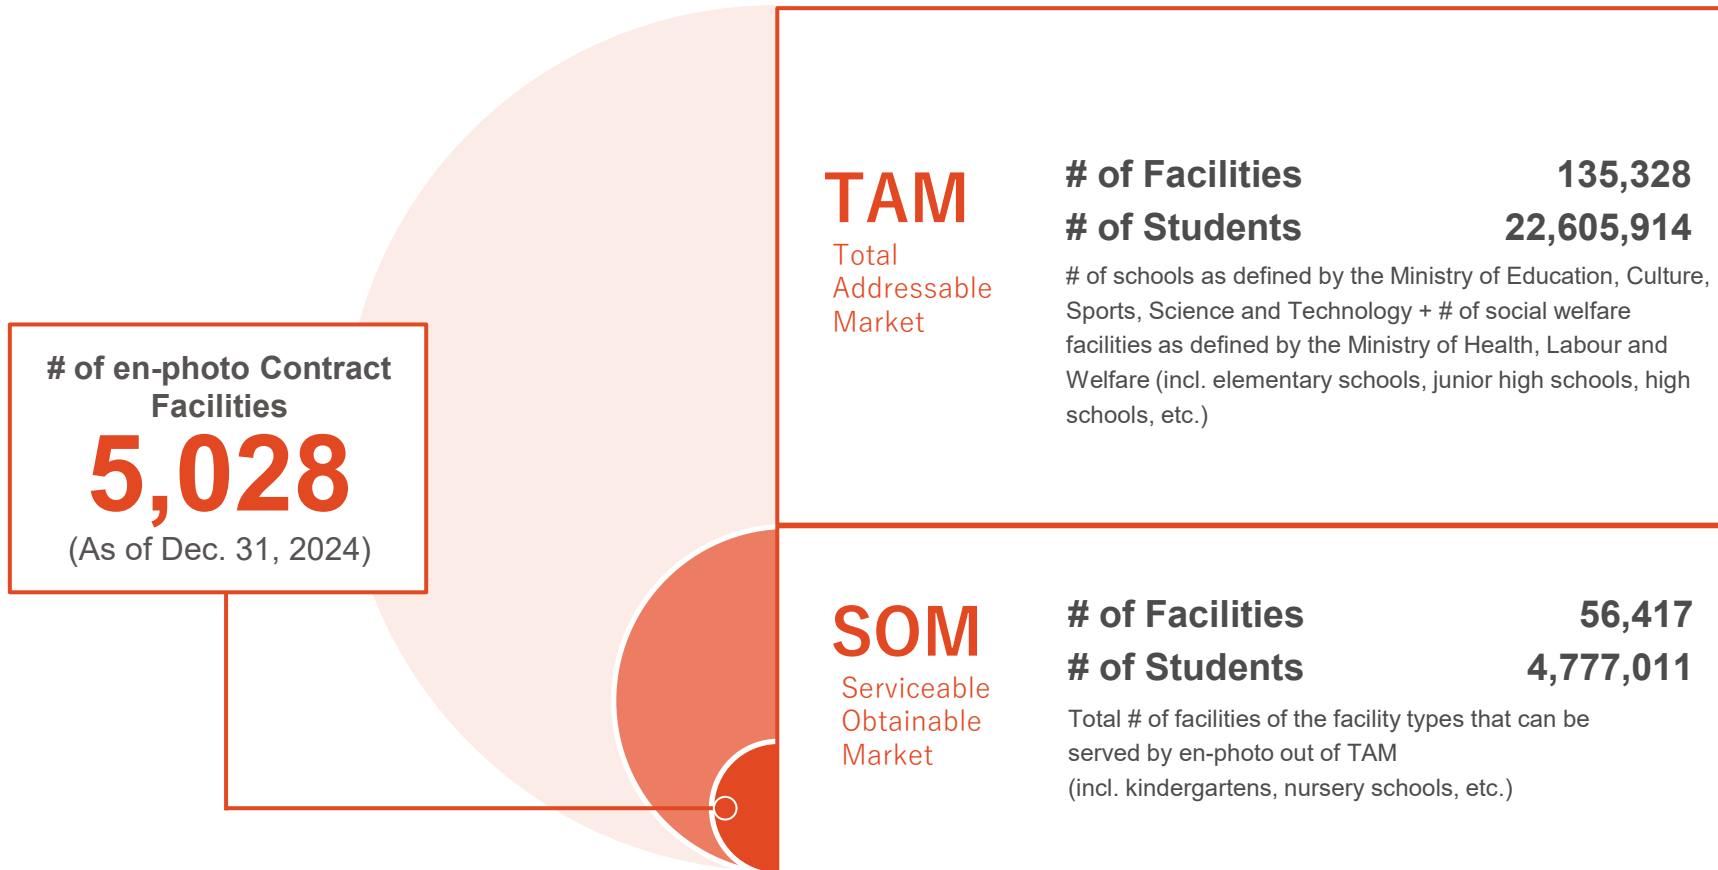 # of en-photo Contract
Facilities
5,028
(As of Dec. 31, 2024)
TAM
Total
Addressable
Market
# of Facilities 135,328
# of Students 22,605,914
# of schools as defined by the Ministry of Education, Culture,
Sports, Science and Technology + # of social welfare
facilities as defined by the Ministry of Health, Labour and
Welfare (incl. elementary schools, junior high schools, high
schools, etc.)
SOM
Serviceable
Obtainable
Market
# of Facilities 56,417
# of Students 4,777,011
Total # of facilities of the facility types that can be
served by en-photo out of TAM
(incl. kindergartens, nursery schools, etc.)